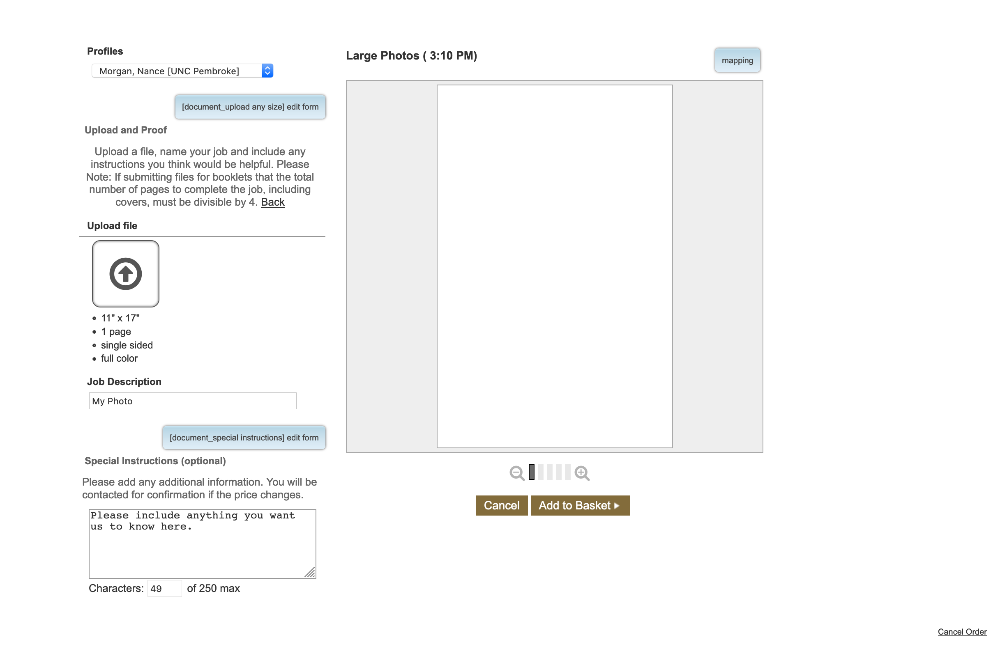 Profiles
Morgan, Nance [UNC Pembroke]
[document_upload any size] edit form
Upload and Proof
Upload a file, name your job and include any
instructions you think would be helpful. Please
Note: If submitting files for booklets that the total
number of pages to complete the job, including
covers, must be divisible by 4. Back
Upload file
11" x 17"
1 page
single sided
full color
Job Description
My Photo
[document_special instructions] edit form
Special Instructions (optional)
Please add any additional information. You will be
contacted for confirmation if the price changes.
Please include anything you want
us to know here.
Characters: 49 of 250 max
Large Photos ( 3:10 PM)
mapping
Cancel
Add to Basket
Cancel Order